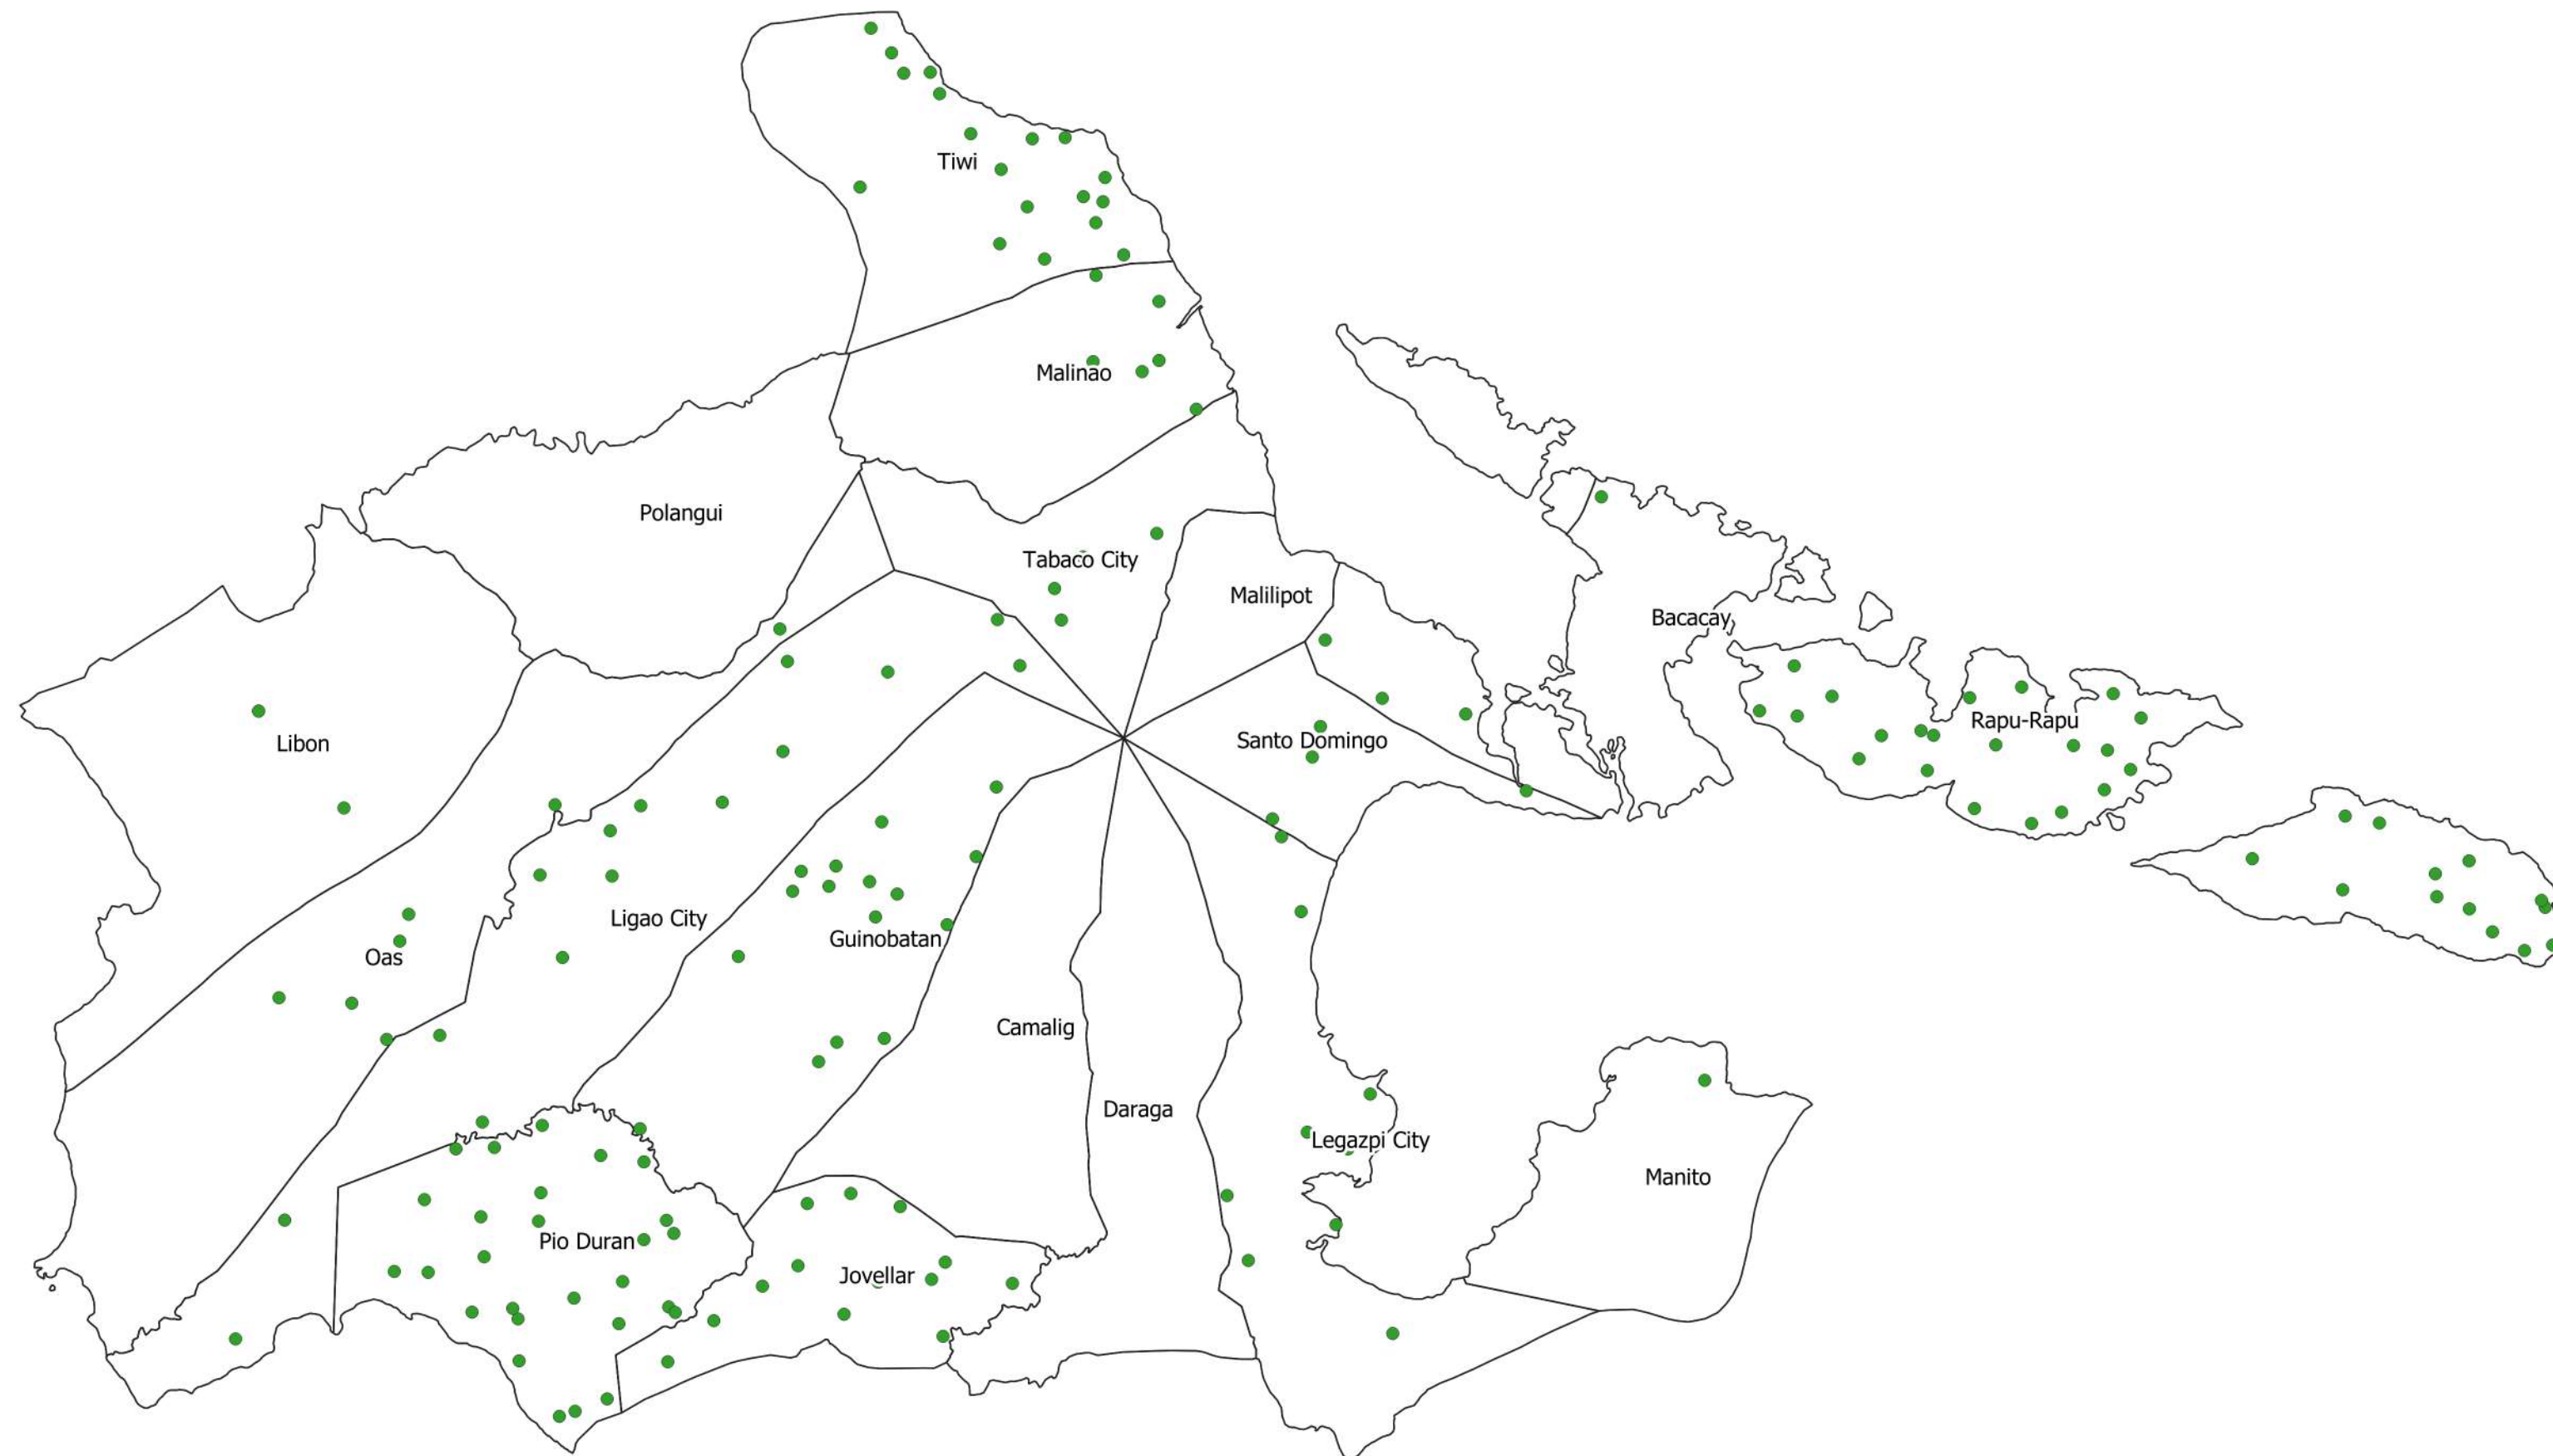 Tiwi
Malinao
Polangui
Tabaco City
Malilipot
Bacacay
Rapu-Rapu
Santo Domingo
Libon
Ligao City
Guinobatan
Oas
Camalig
Daraga
Legazpi City
Manito
Pio Duran
Jovellar